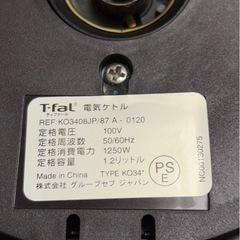 T-fal 電気ケトル
ティファール
REF:KO3408JP/87 A - 0120
定格電圧 100V
定格周波数 50/60Hz
定格消費電力 1250W
定格容量 1.2リットル
Made in China TYPE KO34*
株式会社 グループセブ ジャパン
PS
E
NC00130275